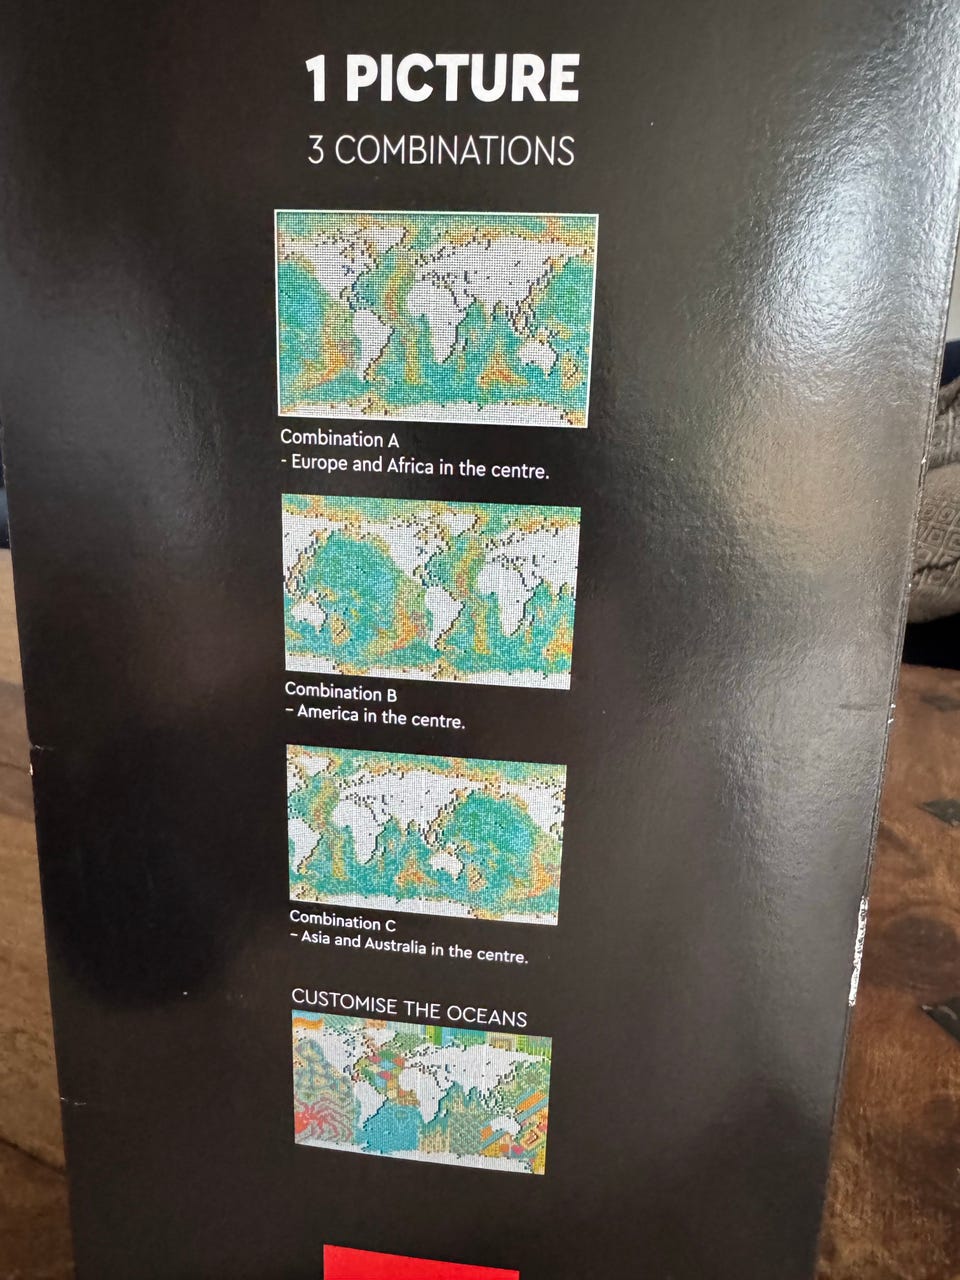 1 PICTURE
3 COMBINATIONS
Combination A
- Europe and Africa in the centre.
Combination B
– America in the centre.
Combination C
– Asia and Australia in the centre.
CUSTOMISE THE OCEANS